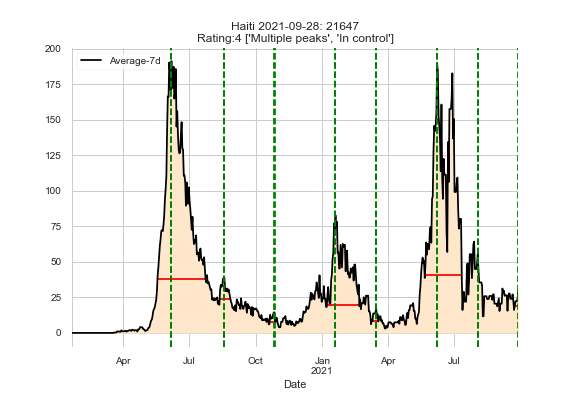 Haiti 2021-09-28: 21647
Rating:4 ['Multiple peaks', 'In control']
200
Average-7d
175
150
125
100
75
50
25
0
Apr Jul Oct Jan Apr Jul
2021
Date